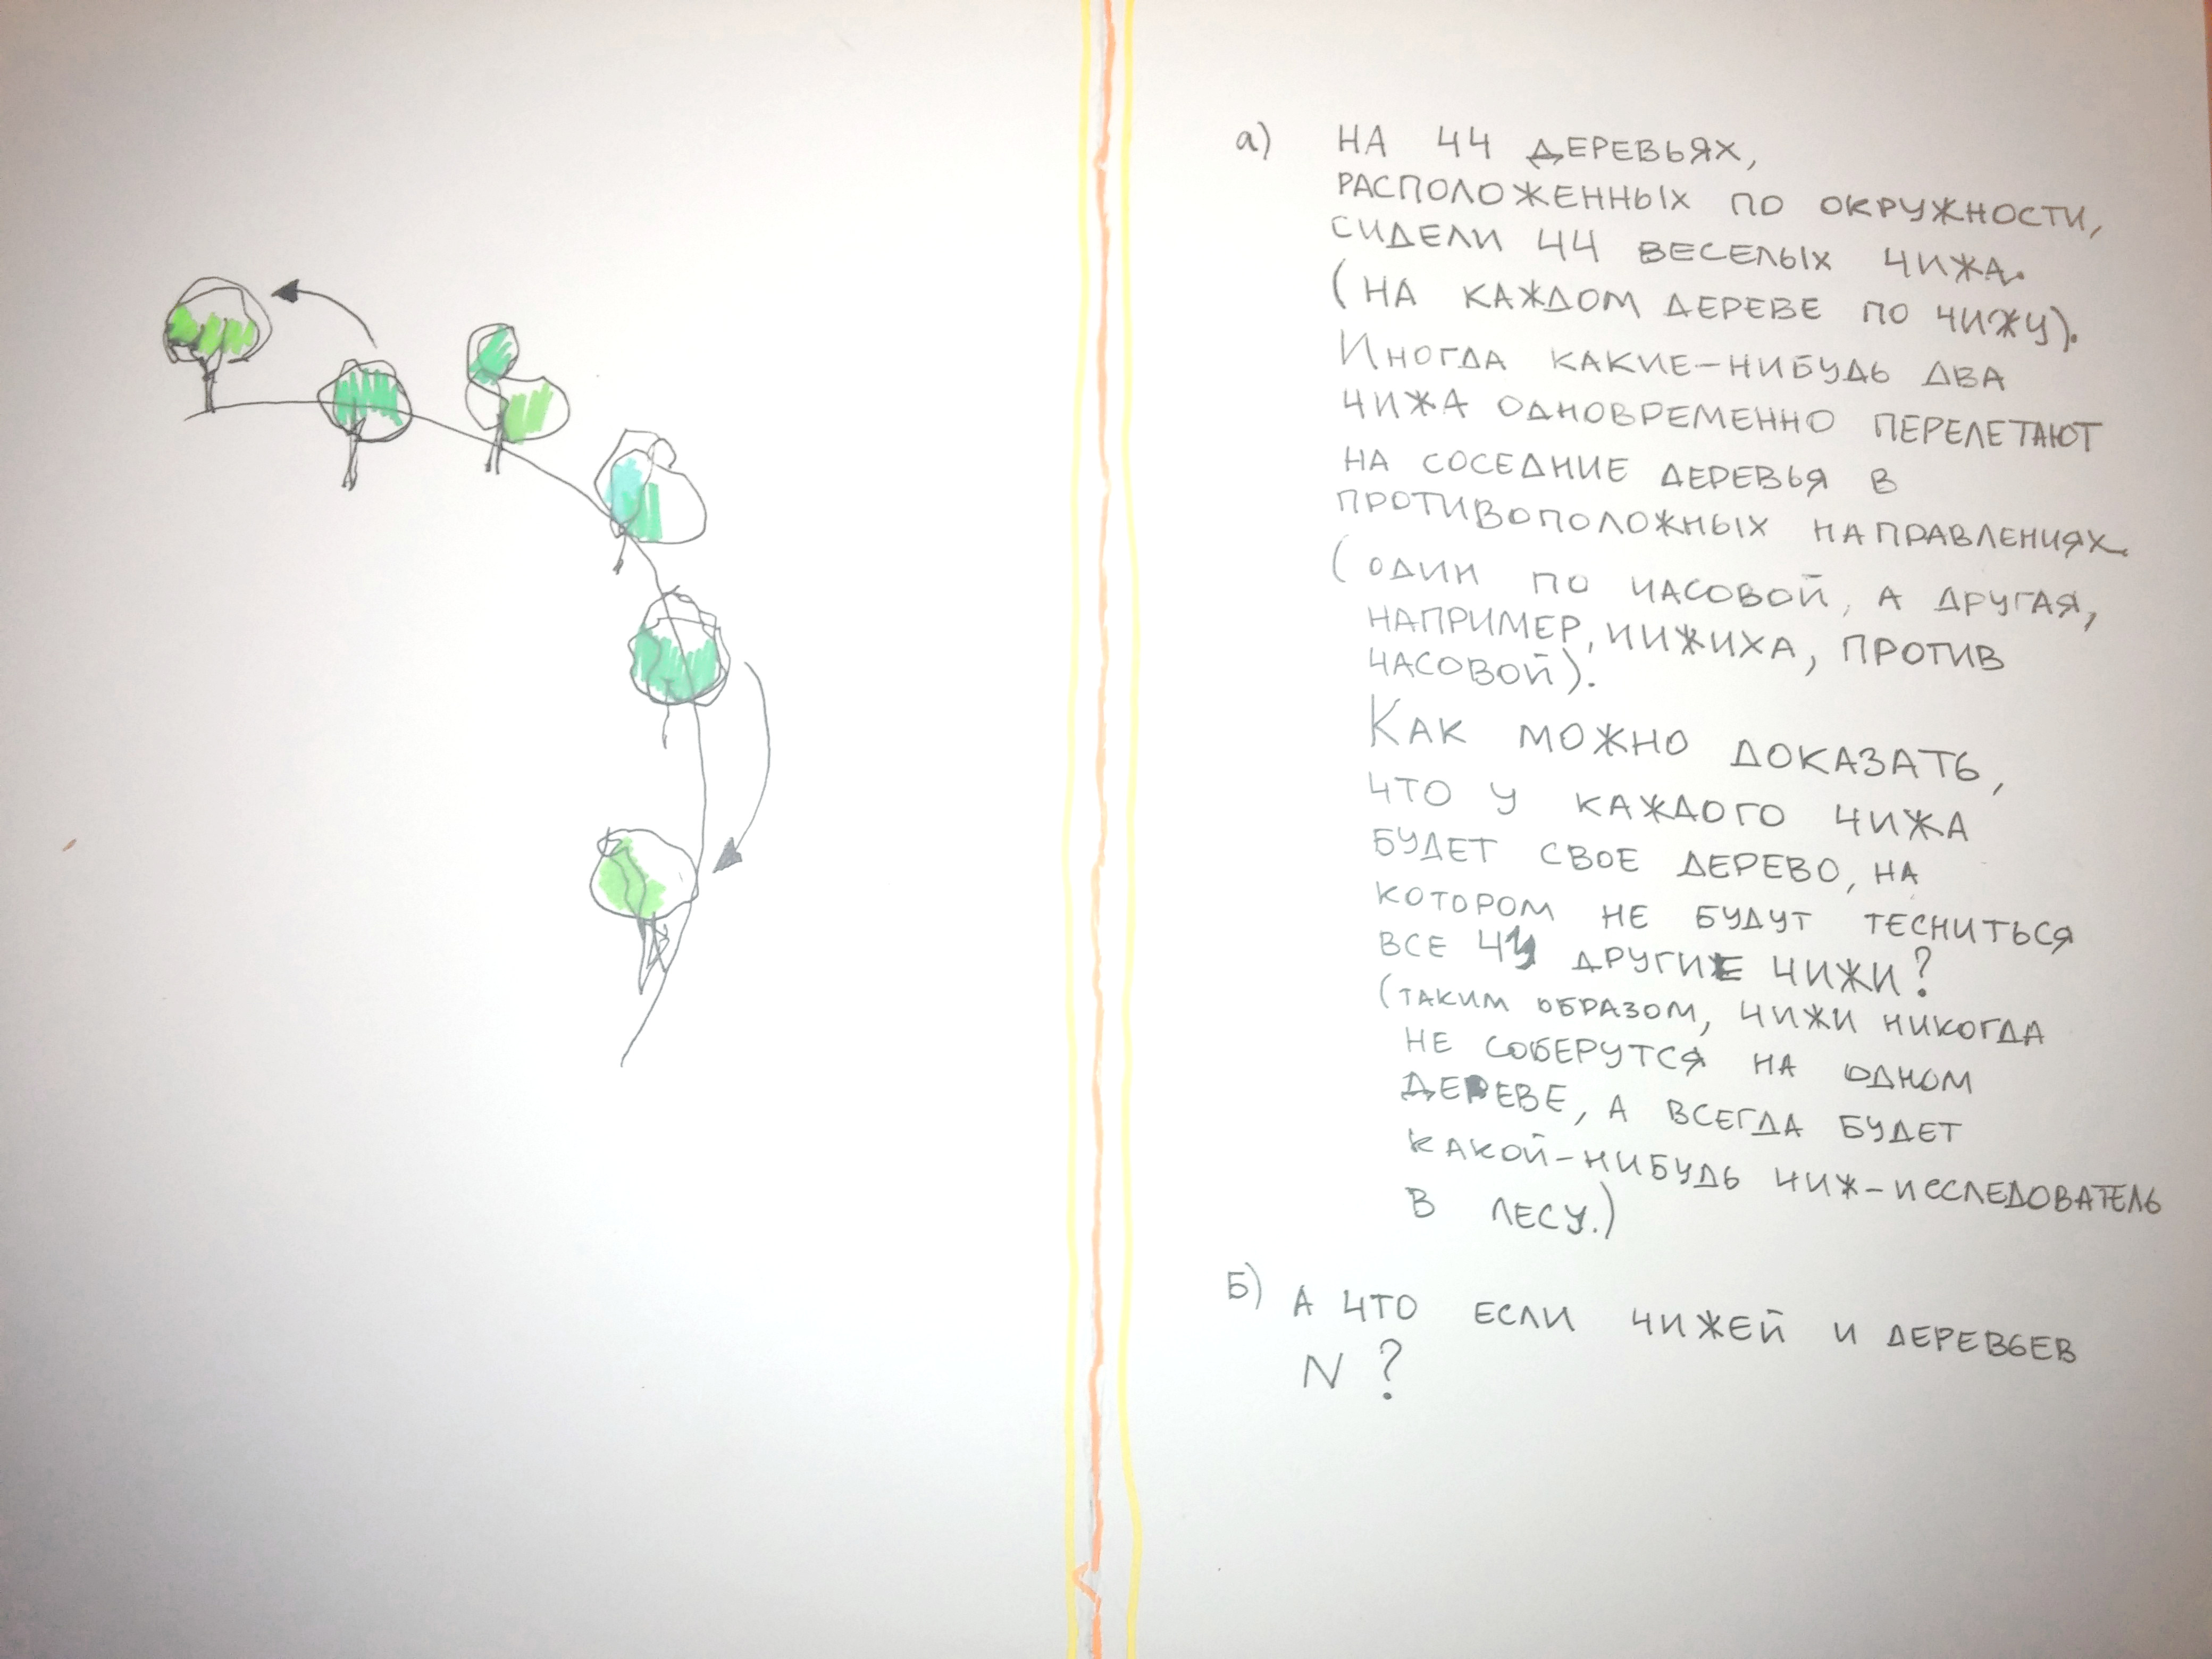 а) НА 44 ДЕРЕВЬЯХ,
РАСПОЛОЖЕННЫХ ПО ОКРУЖНОСТИ,
СИДЕЛИ 44 ВЕСЕЛЫХ ЧИЖА.
(НА КАЖДОМ ДЕРЕВЕ ПО ЧИЖУ).
ИНОГДА КАКИЕ-НИБУДЬ ДВА
ЧИЖА ОДНОВРЕМЕННО ПЕРЕЛЕТАЮТ
НА СОСЕДНИЕ ДЕРЕВЬЯ В
ПРОТИВОПОЛОЖНЫХ НАПРАВЛЕНИЯХ
(ОДИН ПО ЧАСОВОЙ, А ДРУГАЯ,
НАПРИМЕР, ЧИЖИХА, ПРОТИВ
ЧАСОВОЙ).
КАК МОЖНО ДОКАЗАТЬ,
ЧТО У КАЖДОГО ЧИЖА
БУДЕТ СВОЕ ДЕРЕВО, НА
КОТОРОМ НЕ БУДУТ ТЕСНИТЬСЯ
ВСЕ ДРУГИЕ ЧИЖИ?
(ТАКИМ ОБРАЗОМ, ЧИЖИ НИКОГДА
НЕ СОБЕРУТСЯ НА ОДНОМ
ДЕРЕВЕ, А ВСЕГДА БУДЕТ
КАКОЙ-НИБУДЬ ЧИЖ-ИССЛЕДОВАТЕЛЬ
В ЛЕСУ.)
Б) А ЧТО ЕСЛИ ЧИЖЕЙ И ДЕРЕВЬЕВ
N ?